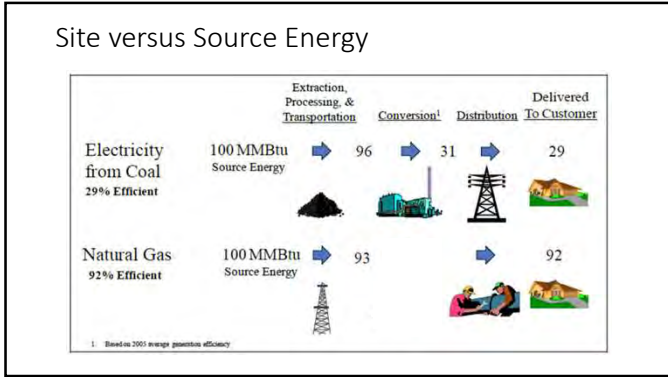 Site versus Source Energy
Extraction,
Processing, &
Transportation
Conversion¹
Distribution
Delivered
To Customer
Electricity
from Coal
29% Efficient
100 MMBtu
Source Energy
96
31
29
Natural Gas
92% Efficient
100 MMBtu
Source Energy
93
92
1. Based on 2005 average generation efficiency